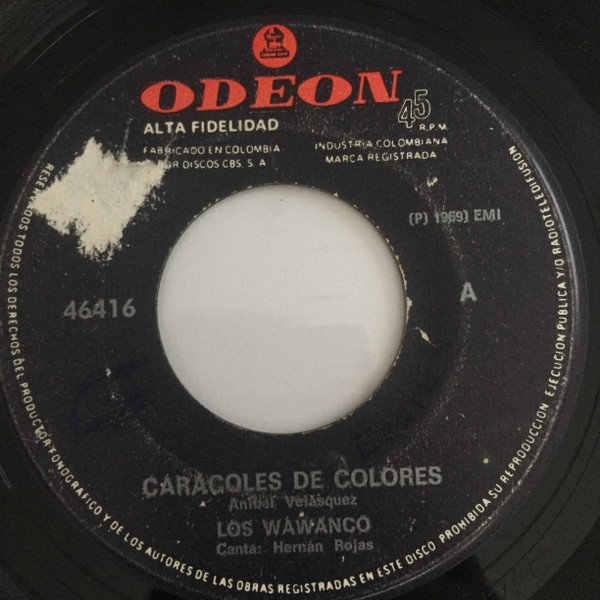 ODEON
ALTA FIDELIDAD
45
R.P.M.
FABRICADO EN COLOMBIA
POR DISCOS CBS. S. A
INDUSTRIA COLOMBIANA
MARCA REGISTRADA
(P) 1969) EMI
46416
A
CARACOLES DE COLORES
Aníbal Velásquez
LOS WAWANCO
Canta: Hernán Rojas
TODOS LOS DERECHOS DEL PRODUCTOR FONOGRAFICO Y DE LOS AUTORES DE LAS OBRAS REGISTRADAS EN ESTE DISCO PROHIBIDA SU REPRODUCCION, EJECUCION PUBLICA Y/O RADIOTELEDIFUSION